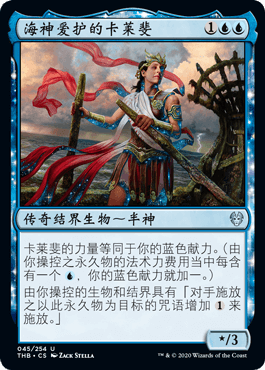 海神爱护的卡莱斐 1
传奇结界生物～半神
卡莱斐的力量等同于你的蓝色献力。（由
你操控之永久物的法术力费用当中每含
有一个，你的蓝色献力就加一。）
由你操控的生物和结界具有「对手施放
之以此永久物为目标的咒语增加1来
施放。」
*/3
045/254 U
THB • CS ZACK STELLA
™ & © 2020 Wizards of the Coast